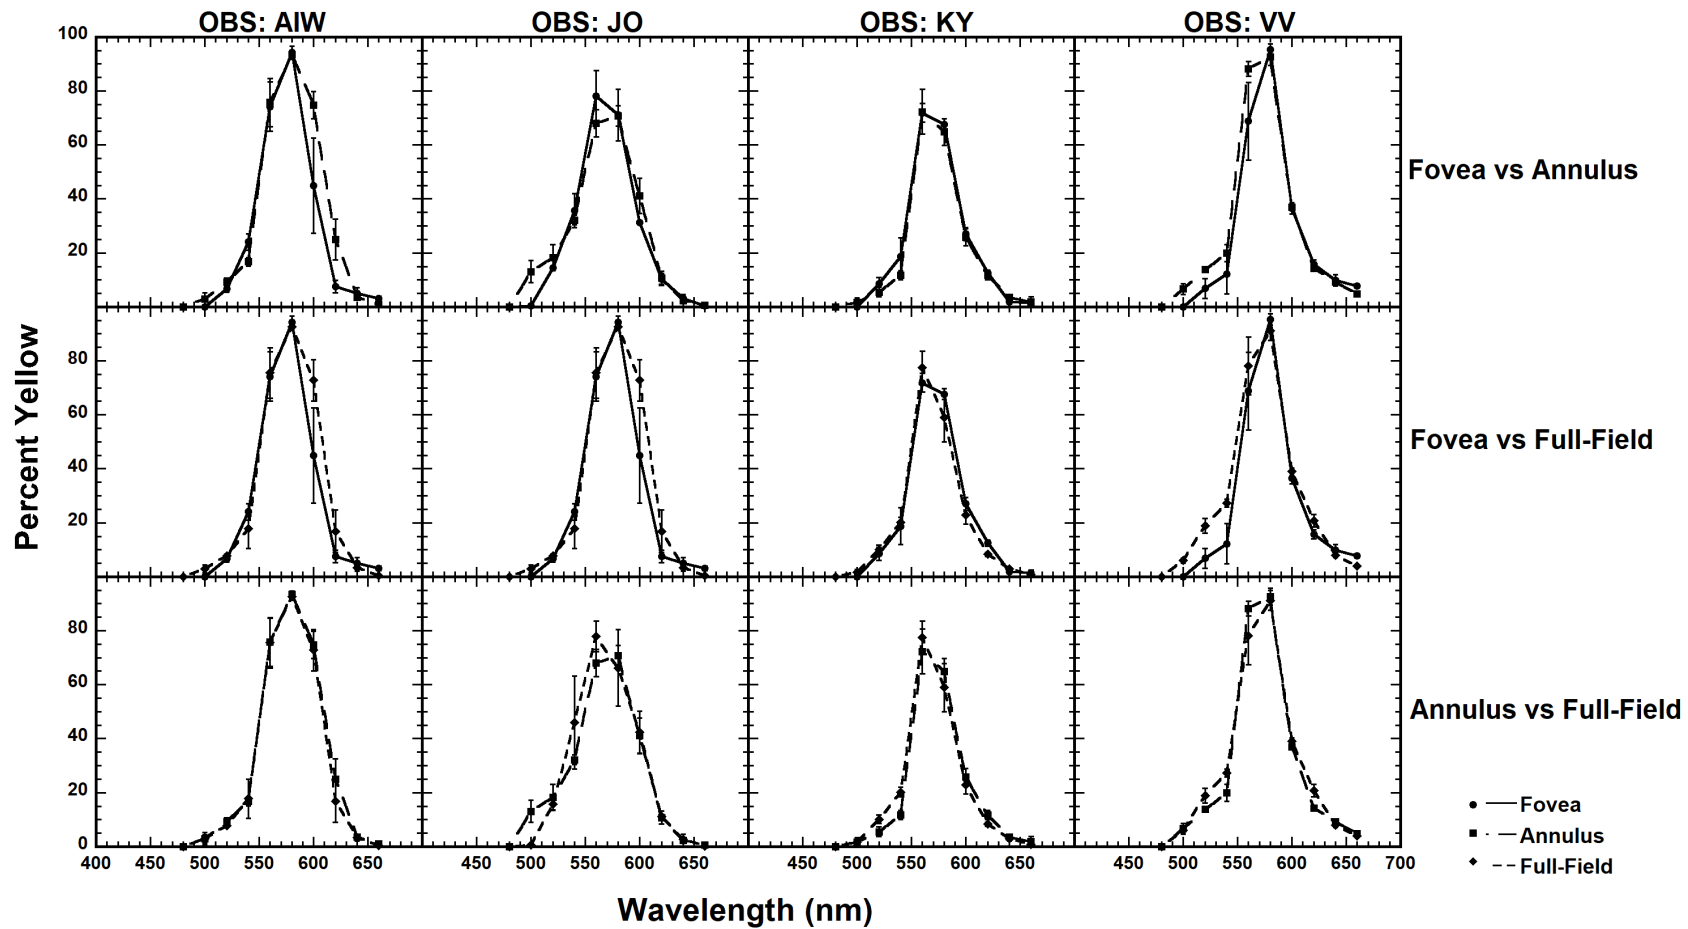 OBS: AIW OBS: JO OBS: KY OBS: VV
100
80
60
40
20
Fovea vs Annulus
80
60
40
20
Fovea vs Full-Field
80
60
40
20
0
Annulus vs Full-Field
Percent Yellow
400 450 500 550 600 650 450 500 550 600 650 450 500 550 600 650 450 500 550 600 650 700
Wavelength (nm)
Fovea
Annulus
Full-Field